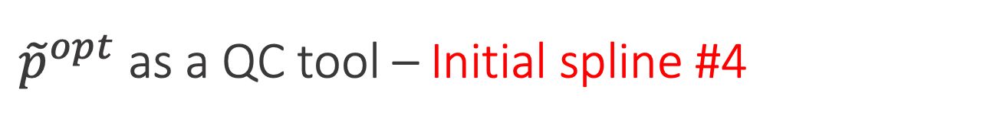 p̃ᵒᵖᵗ as a QC tool – Initial spline #4